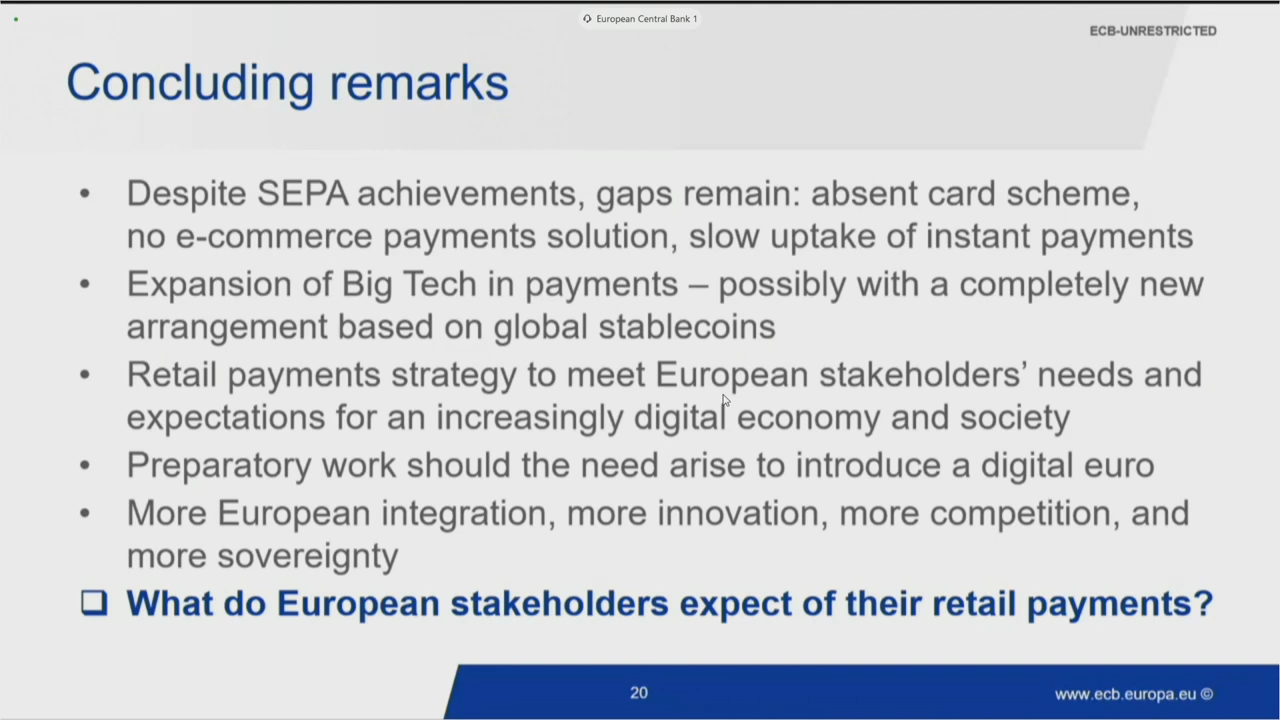 European Central Bank 1
ECB-UNRESTRICTED
Concluding remarks
• Despite SEPA achievements, gaps remain: absent card scheme,
no e-commerce payments solution, slow uptake of instant payments
• Expansion of Big Tech in payments – possibly with a completely new
arrangement based on global stablecoins
• Retail payments strategy to meet European stakeholders’ needs and
expectations for an increasingly digital economy and society
• Preparatory work should the need arise to introduce a digital euro
• More European integration, more innovation, more competition, and
more sovereignty
❑ What do European stakeholders expect of their retail payments?
20
www.ecb.europa.eu ©